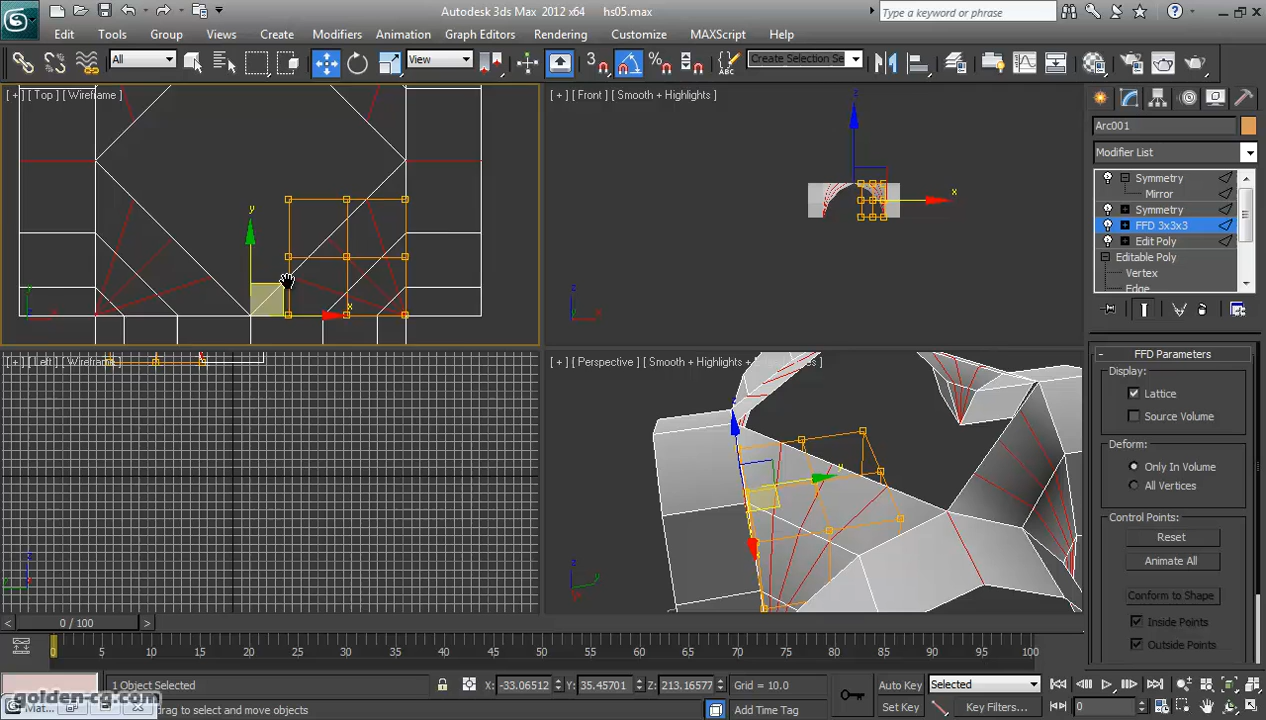 Autodesk 3ds Max 2012 x64 hs05.max
Type a keyword or phrase
Edit Tools Group Views Create Modifiers Animation Graph Editors Rendering Customize MAXScript Help
All View Create Selection Se
[ + ] [ Top ] [ Wireframe ]
[ + ] [ Front ] [ Smooth + Highlights ]
Arc001
Modifier List
Symmetry
Mirror
Symmetry
FFD 3x3x3
Edit Poly
Editable Poly
Vertex
Edge
[ + ] [ Left ] [ Wireframe ]
[ + ] [ Perspective ] [ Smooth + Highlights +
FFD Parameters
Display:
Lattice
Source Volume
Deform:
Only In Volume
All Vertices
Control Points:
Reset
Animate All
Conform to Shape
Inside Points
Outside Points
0 / 100
0 5 10 15 20 25 30 35 40 45 50 55 60 65 70 75 80 85 90 95 100
1 Object Selected X: -33.06512 Y: 35.45701 Z: 213.16577 Grid = 10.0 Auto Key Selected
golden-cg.com
Mat... drag to select and move objects Add Time Tag Set Key Key Filters... 0